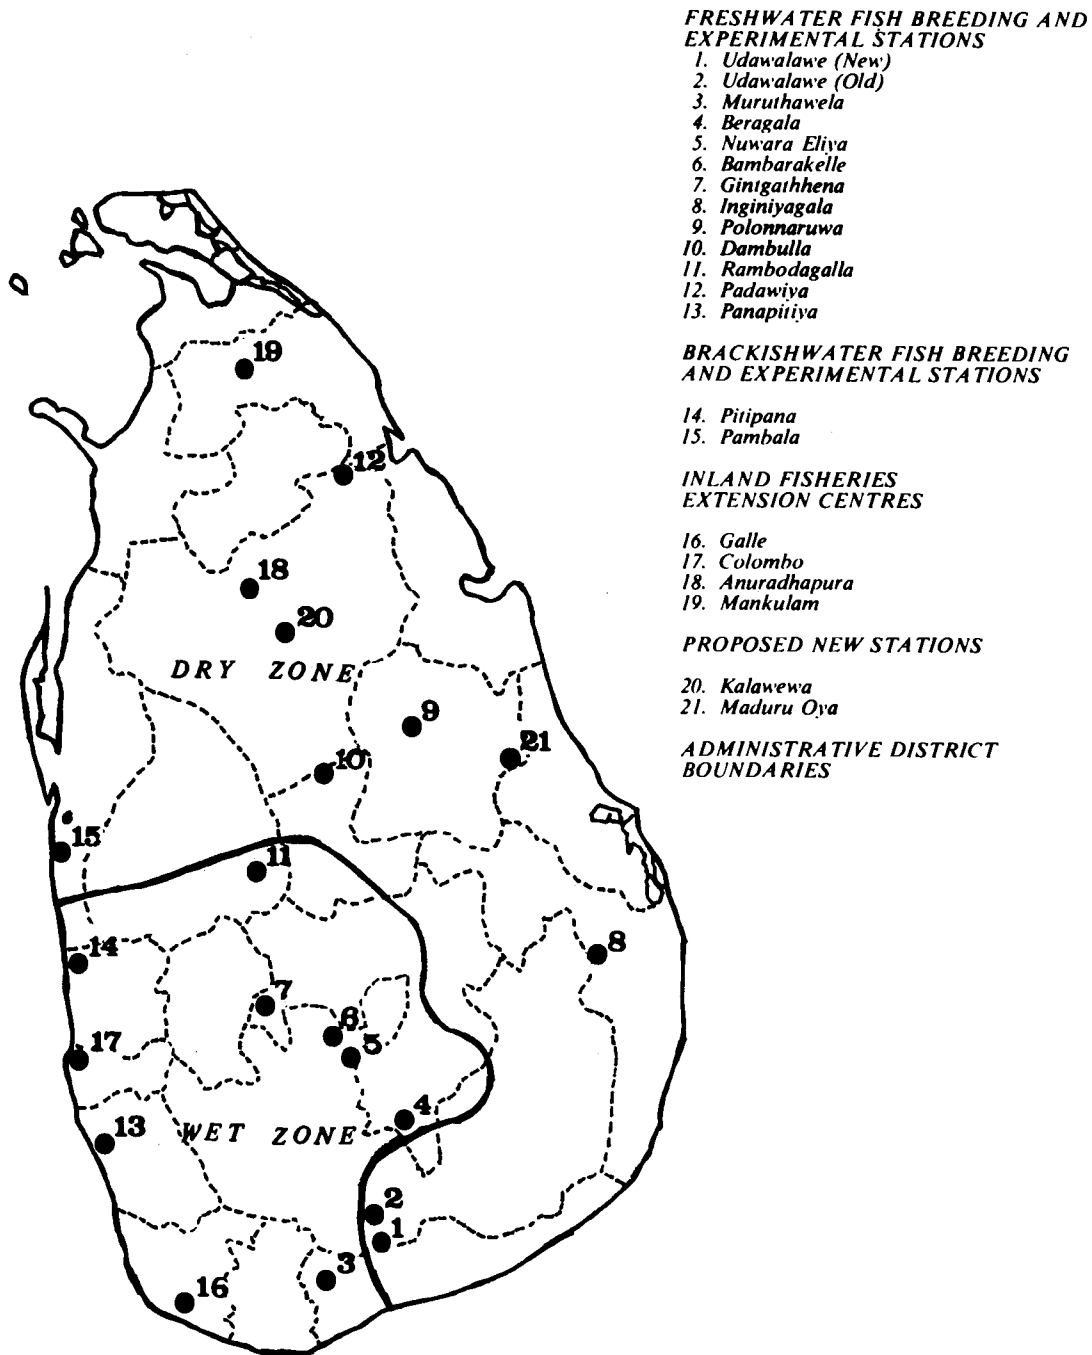 FRESHWATER FISH BREEDING AND
EXPERIMENTAL STATIONS
1. Udawalawe (New)
2. Udawalawe (Old)
3. Muruthawela
4. Beragala
5. Nuwara Eliya
6. Bambarakelle
7. Gintgathhena
8. Inginiyagala
9. Polonnaruwa
10. Dambulla
11. Rambodagalla
12. Padawiya
13. Panapitiya
BRACKISHWATER FISH BREEDING
AND EXPERIMENTAL STATIONS
14. Pitipana
15. Pambala
INLAND FISHERIES
EXTENSION CENTRES
16. Galle
17. Colombo
18. Anuradhapura
19. Mankulam
PROPOSED NEW STATIONS
20. Kalawewa
21. Maduru Oya
ADMINISTRATIVE DISTRICT
BOUNDARIES
19
12
18
20
DRY ZONE
9
21
10
15
11
14
8
7
6
5
17
4
13
WET ZONE
2
1
3
16